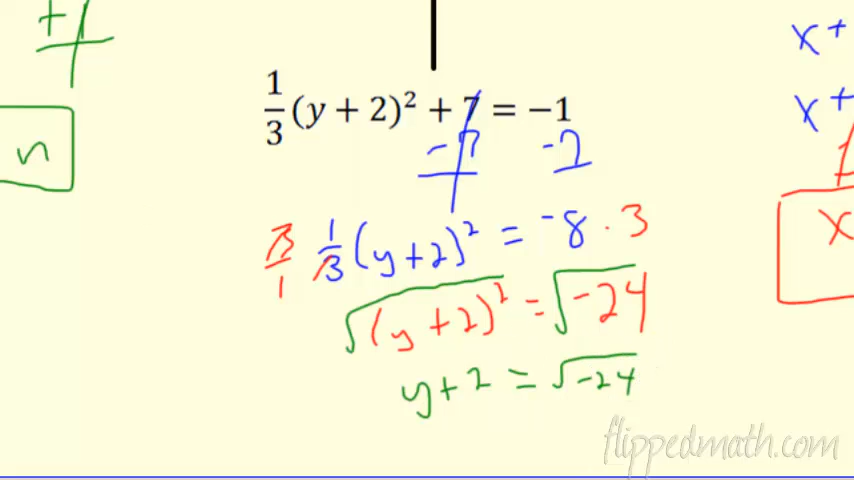 +1
n
1/3(y + 2)² + 7 = −1
-7 -7
3/1 1/3(y+2)² = -8 · 3
√(y+2)² = √-24
y+2 = √-24
x+
x+
x
flippedmath.com